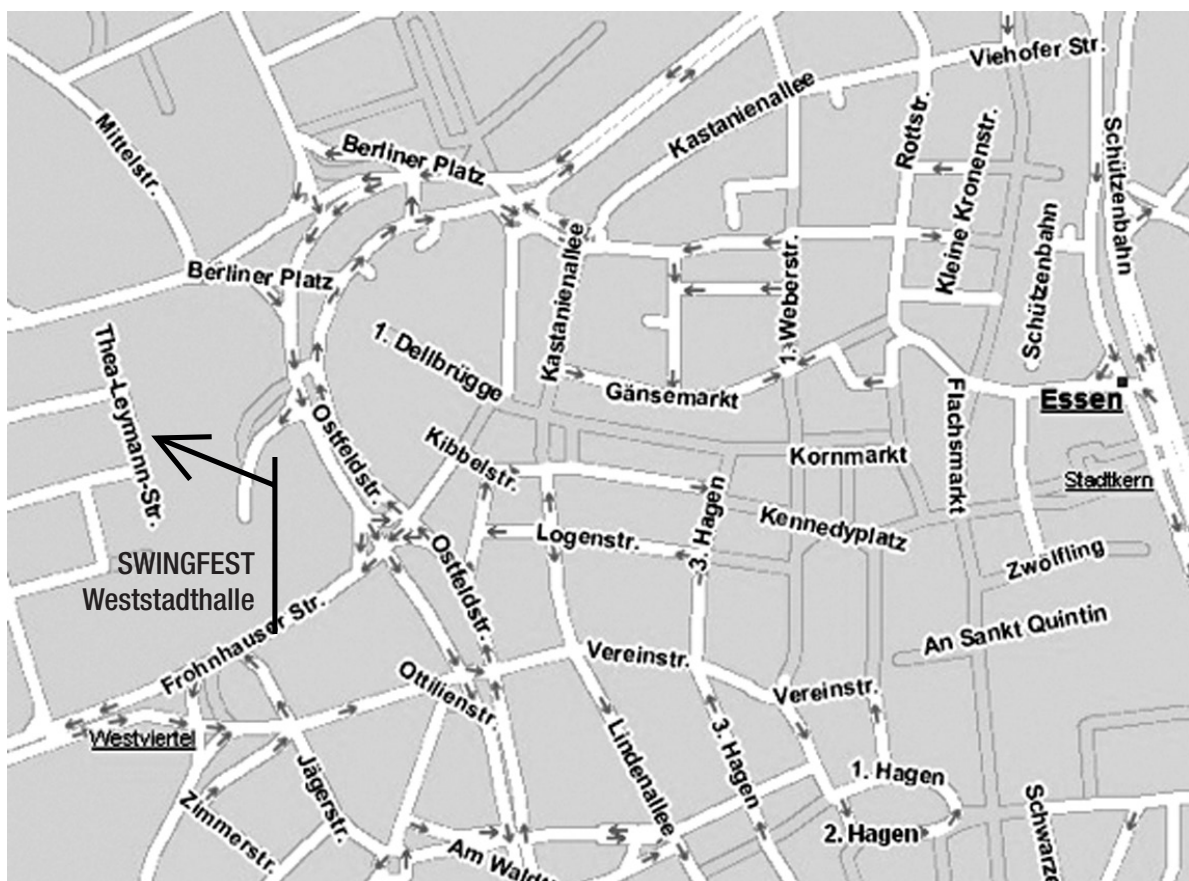 Viehofer Str.
Mittelstr.
Kastanienallee
Berliner Platz
Rottstr.
Kleine Kronenstr.
Schützenbahn
Schützenbahn
Kastanienallee
1. Weberstr.
Berliner Platz
Thea-Leymann-Str.
1. Dellbrügge
Gänsemarkt
Essen
Flachsmarkt
Ostfeldstr.
Kibbelstr.
Kornmarkt
Stadtkern
3. Hagen
Kennedyplatz
Logenstr.
SWINGFEST
Weststadthalle
Ostfeldstr.
Zwölfling
Frohnhauser Str.
An Sankt Quintin
Vereinstr.
Ottilienstr.
Vereinstr.
Westviertel
Lindenallee
3. Hagen
Jägerstr.
1. Hagen
Zimmerstr.
2. Hagen
Schwarze
Am Waldt